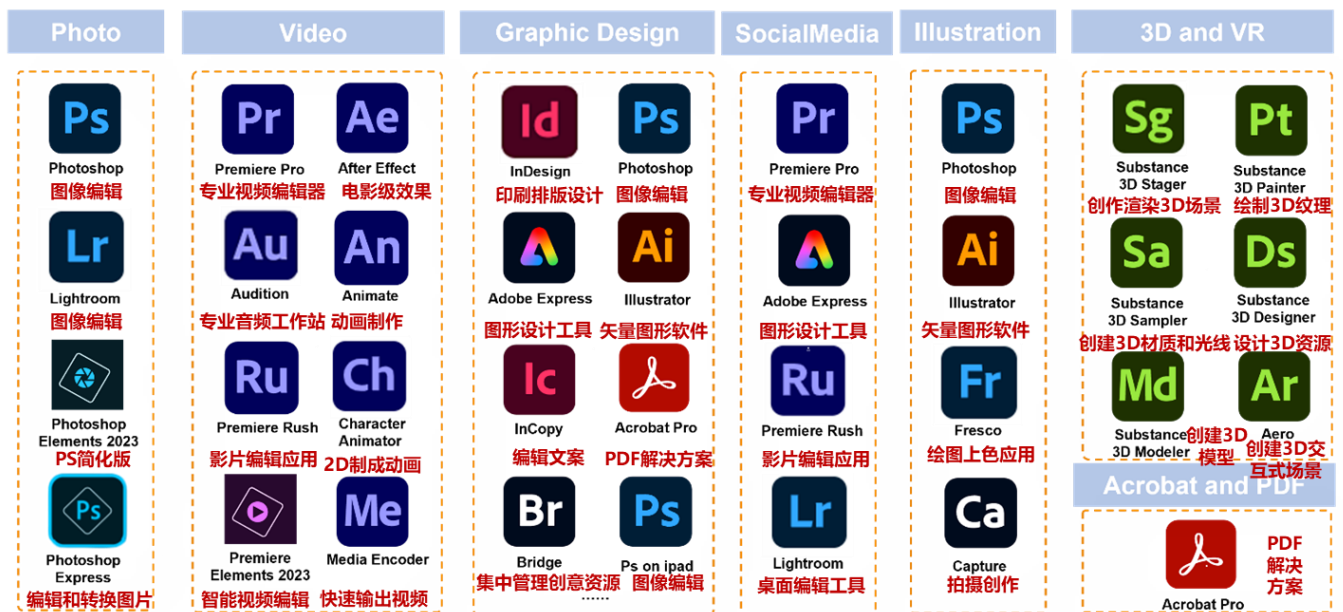 Photo
Ps
Photoshop
图像编辑
Lr
Lightroom
图像编辑
Photoshop
Elements 2023
PS简化版
Ps
Photoshop
Express
编辑和转换图片
Video
Pr
Ae
Premiere Pro
After Effect
专业视频编辑器
电影级效果
Au
An
Audition
Animate
专业音频工作站
动画制作
Ru
Ch
Premiere Rush
Character
Animator
影片编辑应用
2D制成动画
Me
Premiere
Elements 2023
Media Encoder
智能视频编辑
快速输出视频
Graphic Design
Id
Ps
InDesign
Photoshop
印刷排版设计
图像编辑
Ai
Adobe Express
Illustrator
图形设计工具
矢量图形软件
Ic
InCopy
Acrobat Pro
编辑文案
PDF解决方案
Br
Ps
Bridge
Ps on ipad
集中管理创意资源
图像编辑
······
SocialMedia
Pr
Premiere Pro
专业视频编辑器
Adobe Express
图形设计工具
Ru
Premiere Rush
影片编辑应用
Lr
Lightroom
桌面编辑工具
Illustration
Ps
Photoshop
图像编辑
Ai
Illustrator
矢量图形软件
Fr
Fresco
绘图上色应用
Ca
Capture
拍摄创作
3D and VR
Sg
Pt
Substance
3D Stager
Substance
3D Painter
创作渲染3D场景
绘制3D纹理
Sa
Ds
Substance
3D Sampler
Substance
3D Designer
创建3D材质和光线
设计3D资源
Md
Ar
Substance
3D Modeler
创建3D
模型
Aero
创建3D交
互式场景
Acrobat and PDF
Acrobat Pro
PDF
解决
方案